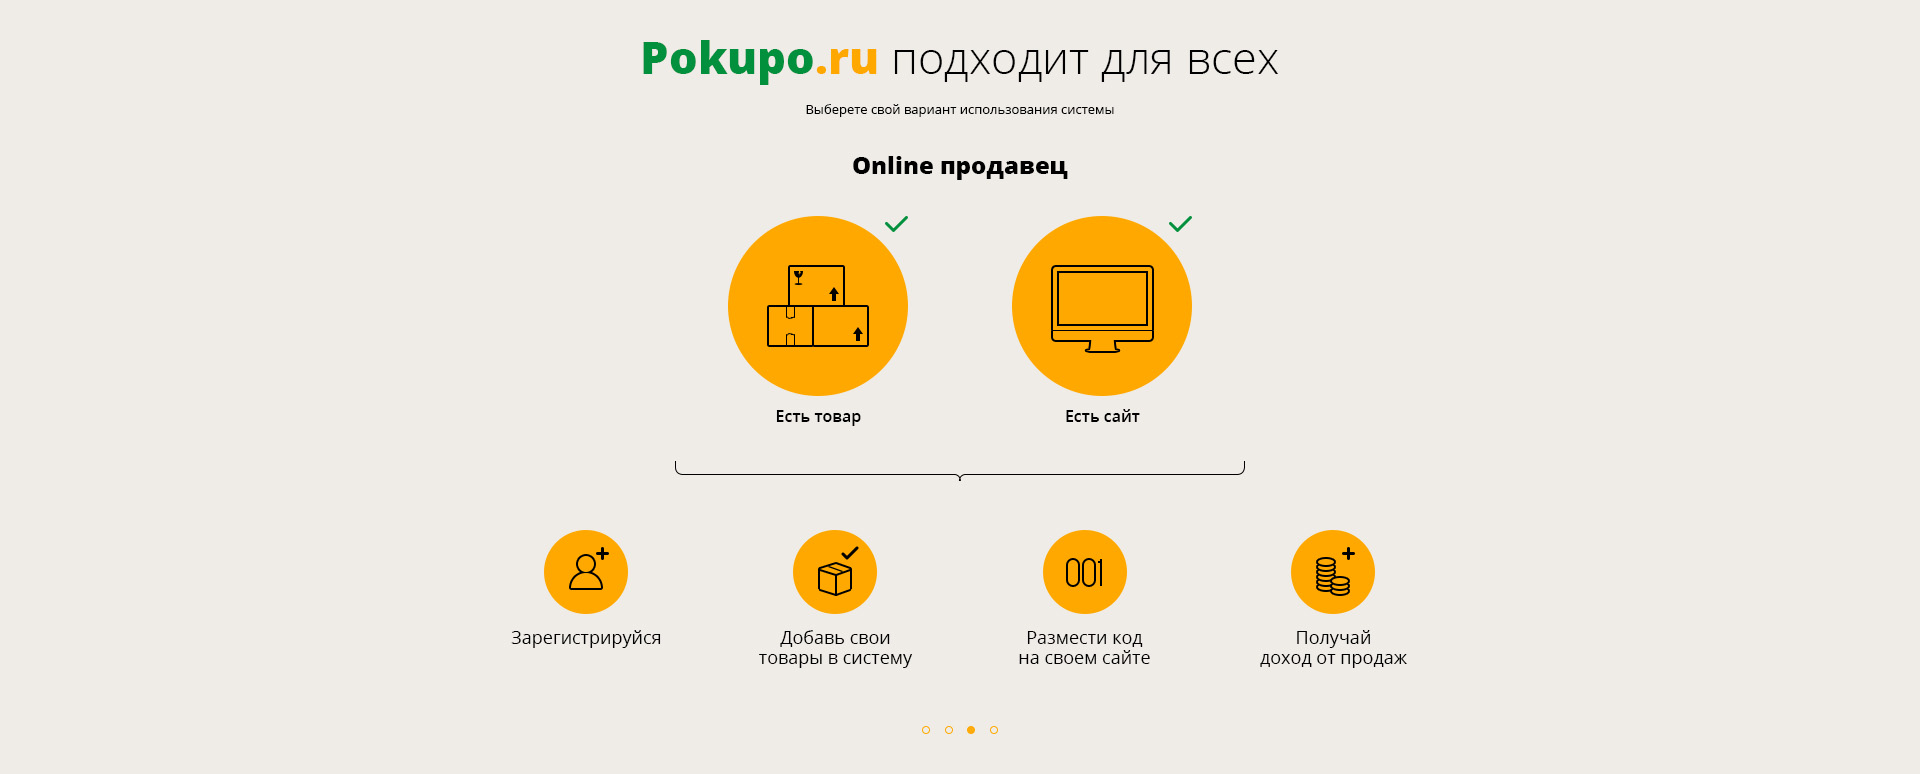 Pokupo.ru подходит для всех
Выберете свой вариант использования системы
Online продавец
Есть товар
Есть сайт
001
Зарегистрируйся
Добавь свои
товары в систему
Размести код
на своем сайте
Получай
доход от продаж